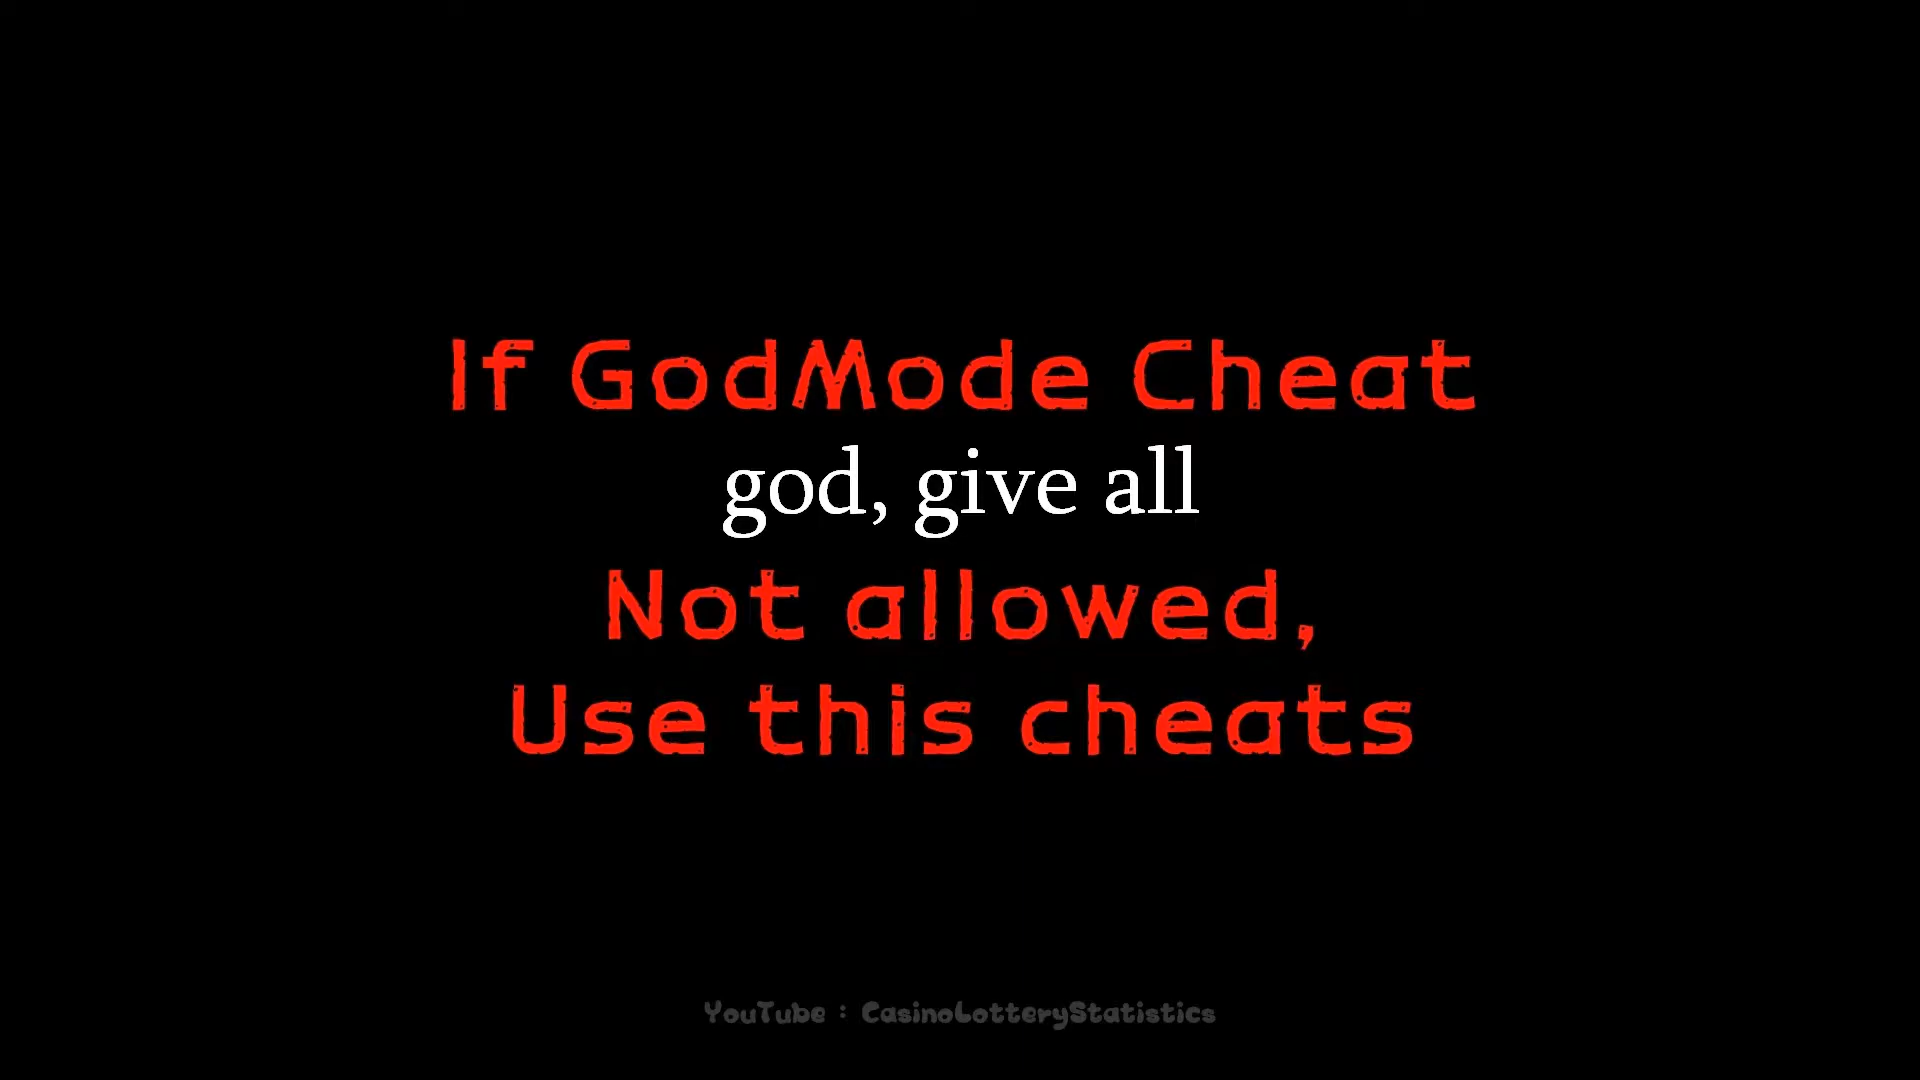 If GodMode Cheat
god, give all
Not allowed,
Use this cheats
YouTube : CasinoLotteryStatistics